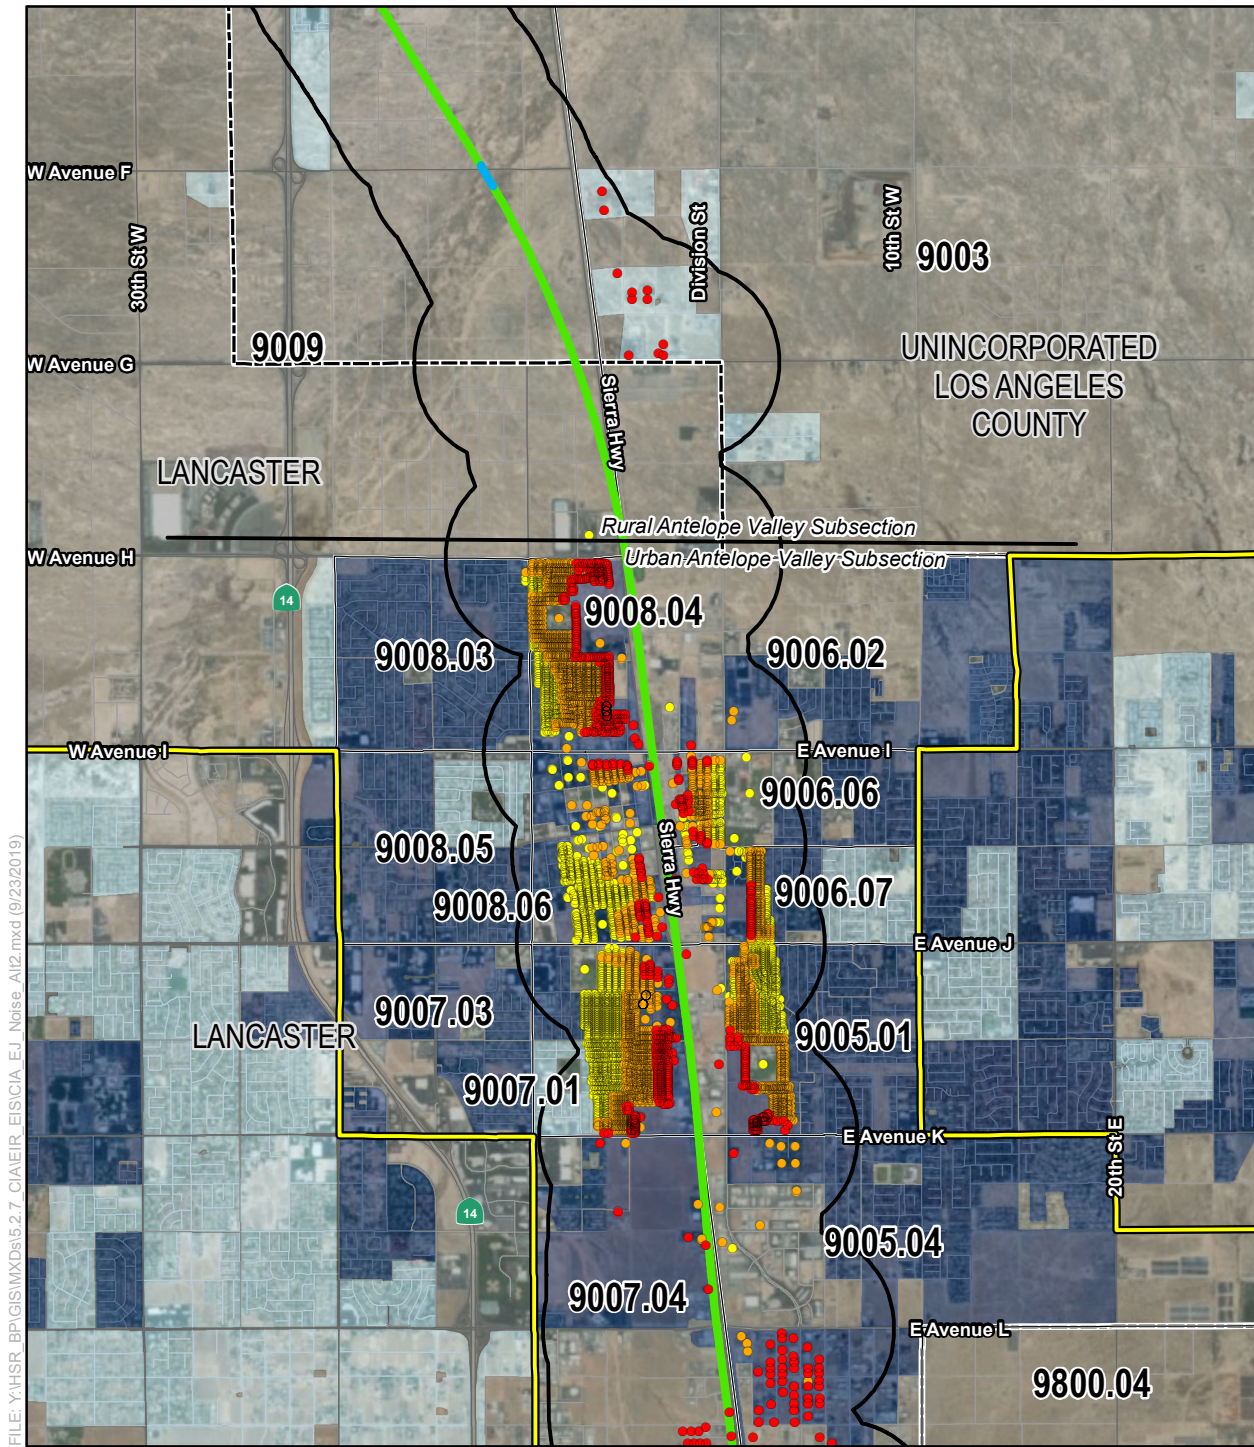 W Avenue F
Division St
10th St W
9003
30th St W
UNINCORPORATED
LOS ANGELES
COUNTY
9009
W Avenue G
Sierra Hwy
LANCASTER
Rural Antelope Valley Subsection
W Avenue H
Urban Antelope Valley Subsection
14
9008.04
9008.03
9006.02
W Avenue I
E Avenue I
9006.06
Sierra Hwy
9008.05
9008.06
9006.07
E Avenue J
9007.03
LANCASTER
9005.01
9007.01
E Avenue K
20th St E
14
9005.04
9007.04
E Avenue L
9800.04
FILE: Y:\HSR_BP\GIS\MXDs\5.2.7_CIA\EIR_EIS\CIA_EJ_Noise_Alt2.mxd (9/23/2019)